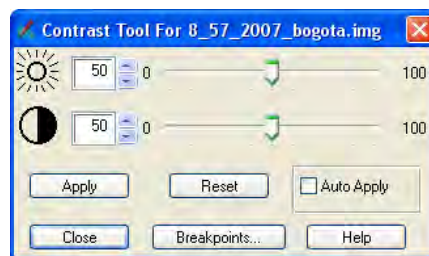 Contrast Tool For 8_57_2007_bogota.img
50 0 100
50 0 100
Apply Reset Auto Apply
Close Breakpoints... Help